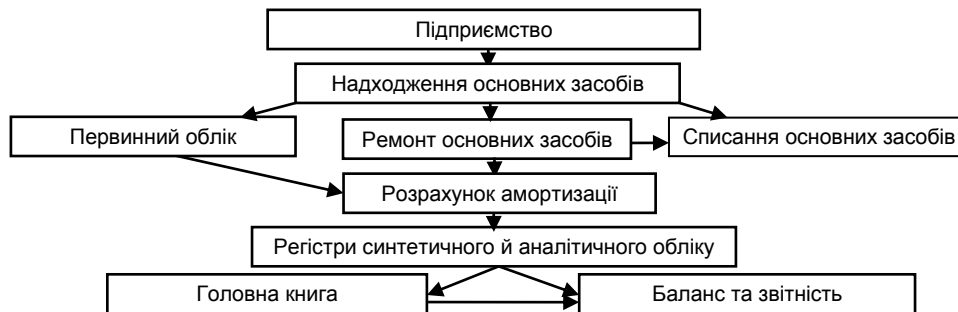 Підприємство
Надходження основних засобів
Первинний облік
Ремонт основних засобів
Списання основних засобів
Розрахунок амортизації
Регістри синтетичного й аналітичного обліку
Головна книга
Баланс та звітність